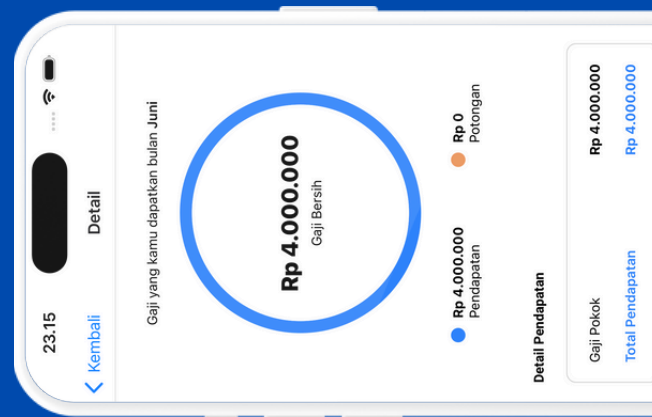 23.15
Kembali
Detail
Gaji yang kamu dapatkan bulan Juni
Rp 4.000.000
Gaji Bersih
Rp 4.000.000
Pendapatan
Rp 0
Potongan
Detail Pendapatan
Gaji Pokok Rp 4.000.000
Total Pendapatan Rp 4.000.000